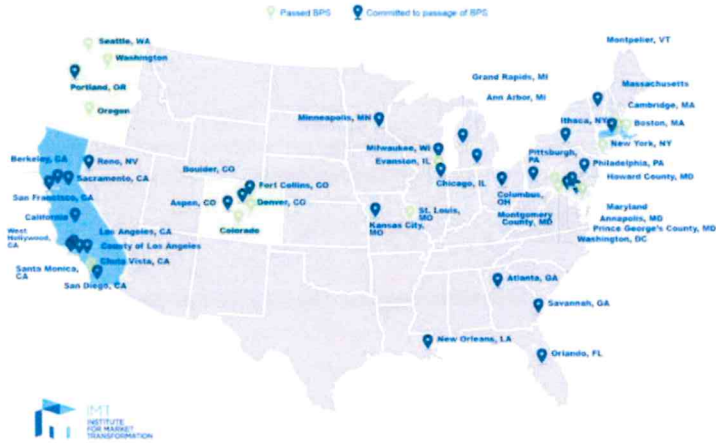 Passed BPS
Committed to passage of BPS
Seattle, WA
Washington
Portland, OR
Oregon
Montpelier, VT
Grand Rapids, MI
Massachusetts
Ann Arbor, MI
Cambridge, MA
Minneapolis, MN
Ithaca, NY
Boston, MA
Milwaukee, WI
New York, NY
Evanston, IL
Pittsburgh,
PA
Philadelphia, PA
Berkeley, CA
Reno, NV
Boulder, CO
Howard County, MD
Sacramento, CA
Fort Collins, CO
Chicago, IL
San Francisco, CA
Aspen, CO
Denver, CO
Columbus,
OH
Maryland
California
St. Louis,
MO
Montgomery
County, MD
Annapolis, MD
Colorado
Kansas City,
MO
Prince George's County, MD
West
Hollywood,
CA
Los Angeles, CA
County of Los Angeles
Washington, DC
Chula Vista, CA
Santa Monica,
CA
San Diego, CA
Atlanta, GA
Savannah, GA
New Orleans, LA
Orlando, FL
IMT
INSTITUTE
FOR MARKET
TRANSFORMATION